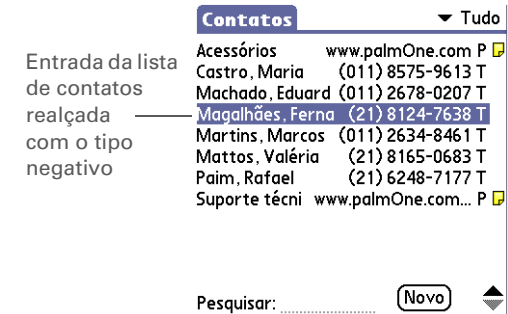 Contatos
Tudo
Acessórios www.palmOne.com P
Castro, Maria (011) 8575-9613 T
Machado, Eduard (011) 2678-0207 T
Magalhães, Ferna (21) 8124-7638 T
Martins, Marcos (011) 2634-8461 T
Mattos, Valéria (21) 8165-0683 T
Paim, Rafael (21) 6248-7177 T
Suporte técni www.palmOne.com... P
Pesquisar:
Novo
Entrada da lista
de contatos
realçada
com o tipo
negativo